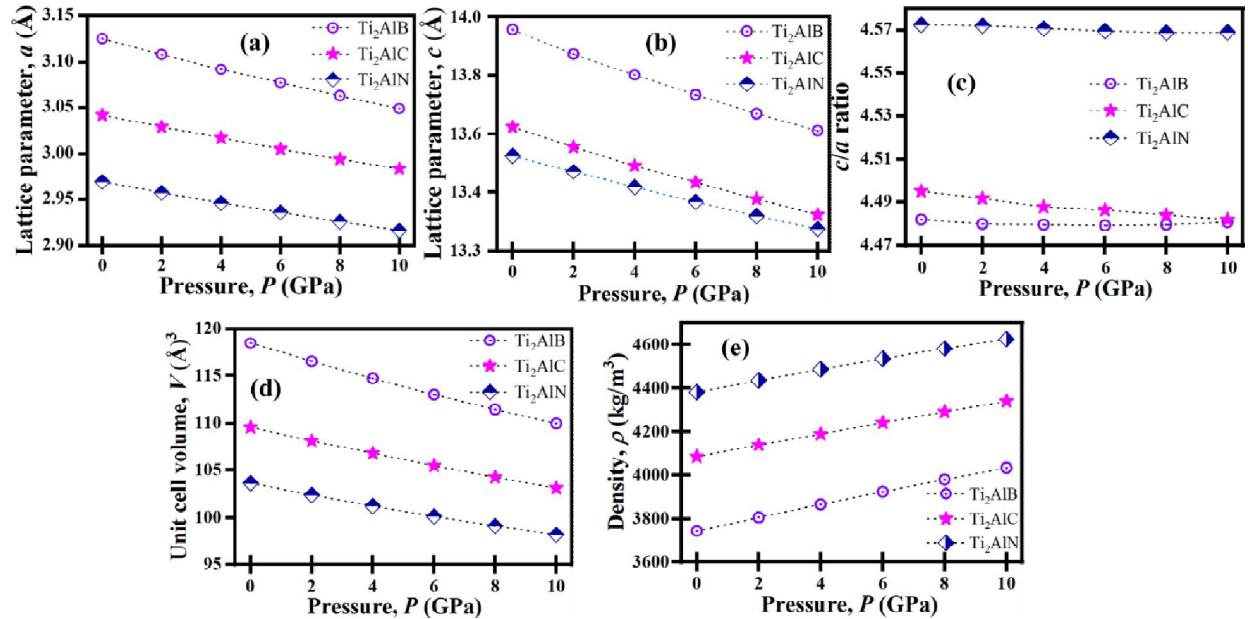 Lattice parameter, a (Å)
3.15
3.10
3.05
3.00
2.95
2.90
(a)
Ti₂AlB
Ti₂AlC
Ti₂AlN
0 2 4 6 8 10
Pressure, P (GPa)
Lattice parameter, c (Å)
14.0
13.8
13.6
13.4
13.3
(b)
Ti₂AlB
Ti₂AlC
Ti₂AlN
0 2 4 6 8 10
Pressure, P (GPa)
c/a ratio
4.57
4.55
4.53
4.51
4.49
4.47
(c)
Ti₂AlB
Ti₂AlC
Ti₂AlN
0 2 4 6 8 10
Pressure, P (GPa)
Unit cell volume, V (Å)³
120
115
110
105
100
95
(d)
Ti₂AlB
Ti₂AlC
Ti₂AlN
0 2 4 6 8 10
Pressure, P (GPa)
Density, ρ (kg/m³)
4600
4400
4200
4000
3800
3600
(e)
Ti₂AlB
Ti₂AlC
Ti₂AlN
0 2 4 6 8 10
Pressure, P (GPa)